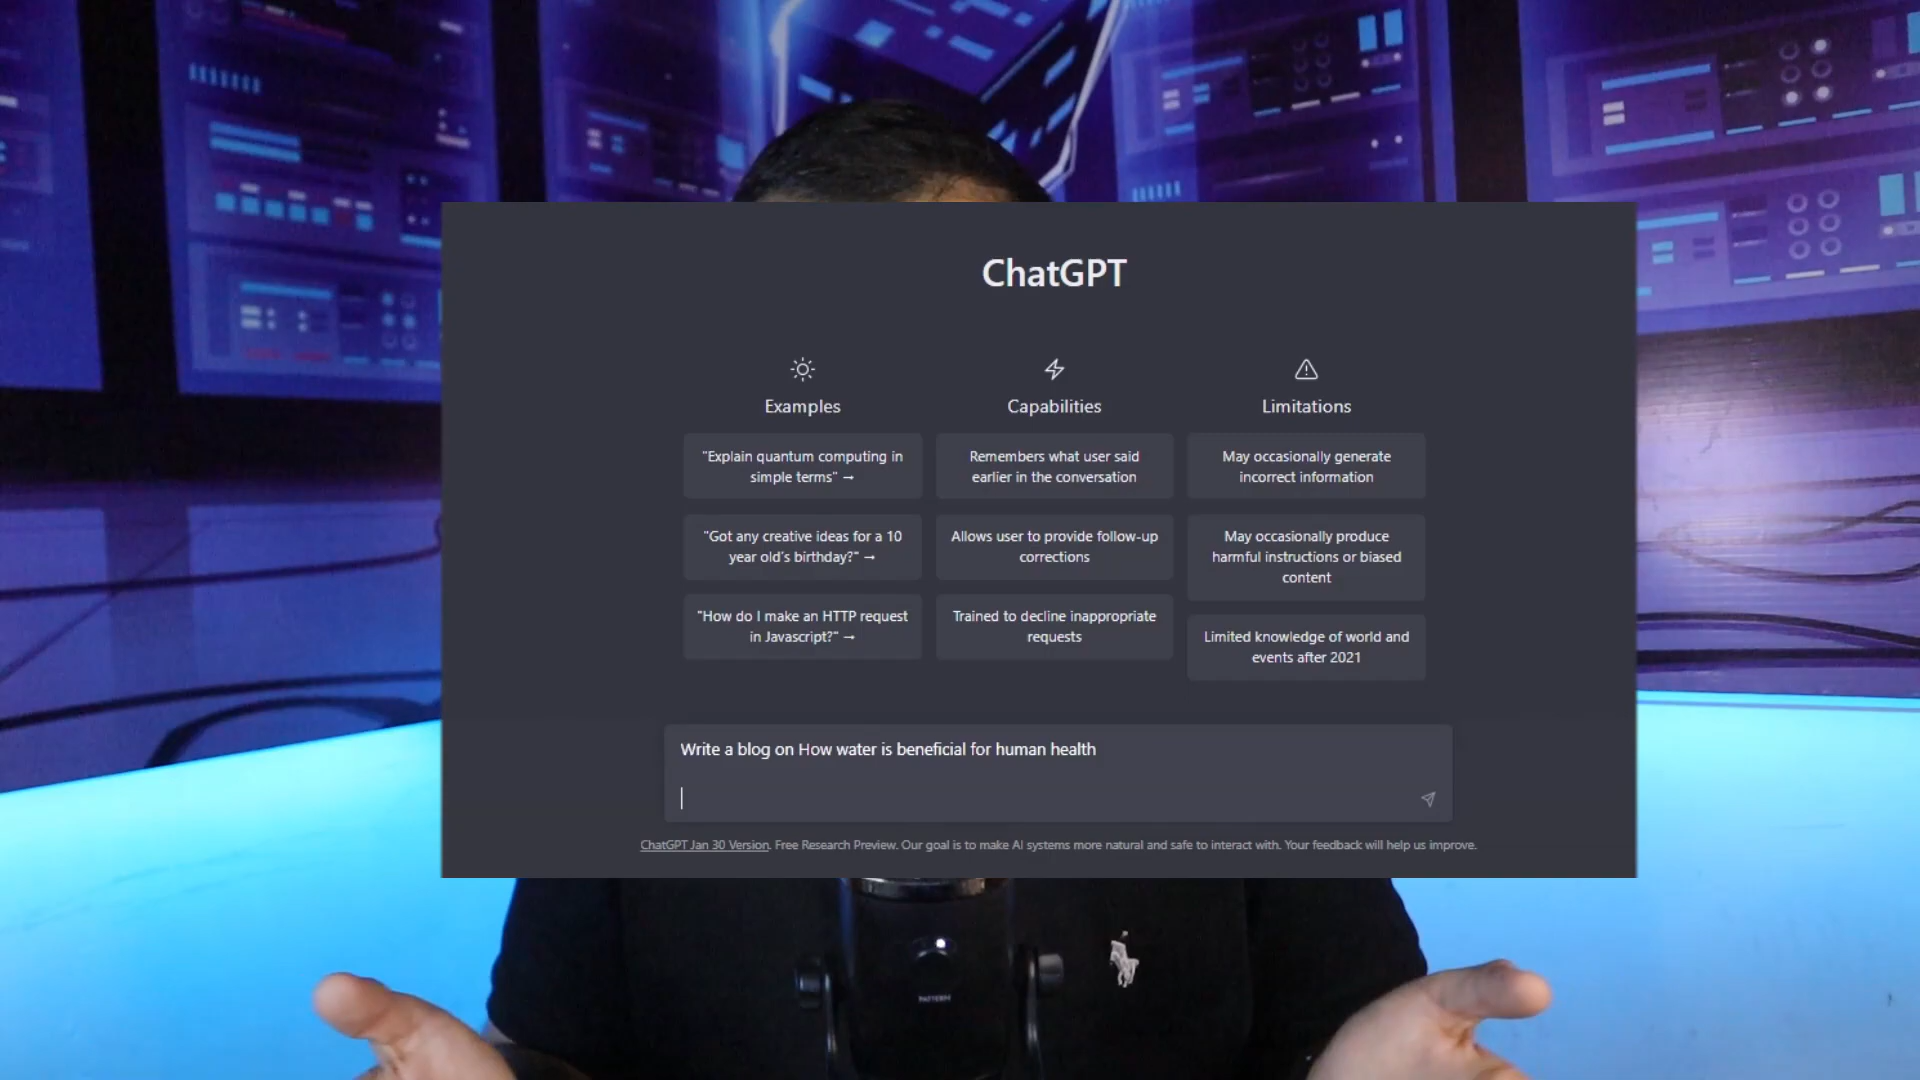 ChatGPT
Examples
Capabilities
Limitations
"Explain quantum computing in
simple terms" →
Remembers what user said
earlier in the conversation
May occasionally generate
incorrect information
"Got any creative ideas for a 10
year old's birthday?" →
Allows user to provide follow-up
corrections
May occasionally produce
harmful instructions or biased
content
"How do I make an HTTP request
in Javascript?" →
Trained to decline inappropriate
requests
Limited knowledge of world and
events after 2021
Write a blog on How water is beneficial for human health
ChatGPT Jan 30 Version. Free Research Preview. Our goal is to make AI systems more natural and safe to interact with. Your feedback will help us improve.
PATTERN